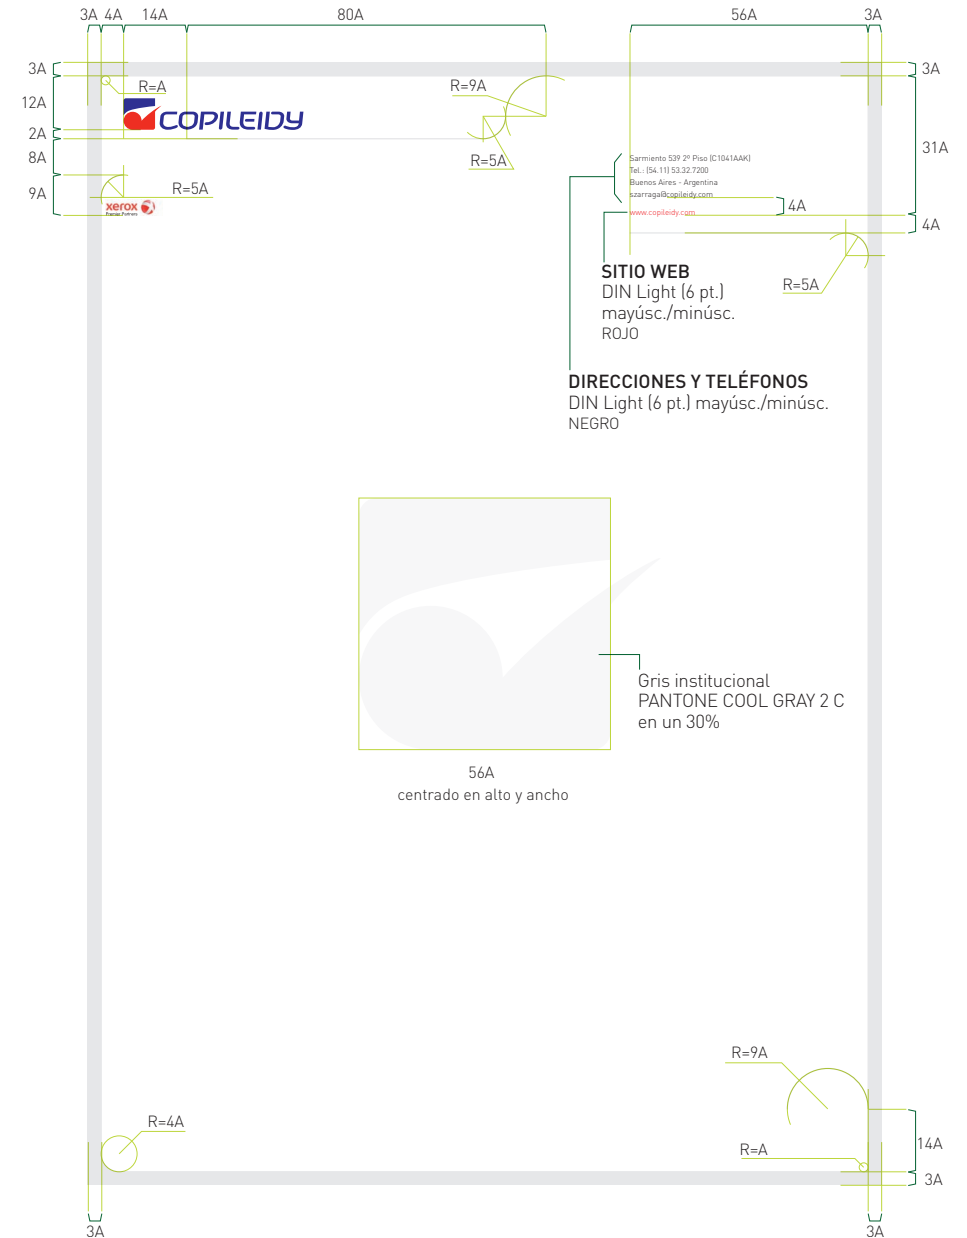 3A 4A 14A 80A 56A 3A
3A
12A
2A
8A
9A
R=A
COPILEIDY
R=9A
R=5A
R=5A
xerox
Premier Partners
Sarmiento 539 2º Piso (C1041AAK)
Tel.: (54.11) 53.32.7200
Buenos Aires - Argentina
szarraga@copileidy.com
www.copileidy.com
4A
3A
31A
4A
R=5A
SITIO WEB
DIN Light (6 pt.)
mayúsc./minúsc.
ROJO
DIRECCIONES Y TELÉFONOS
DIN Light (6 pt.) mayúsc./minúsc.
NEGRO
Gris institucional
PANTONE COOL GRAY 2 C
en un 30%
56A
centrado en alto y ancho
R=9A
R=4A
R=A
14A
3A
3A
3A